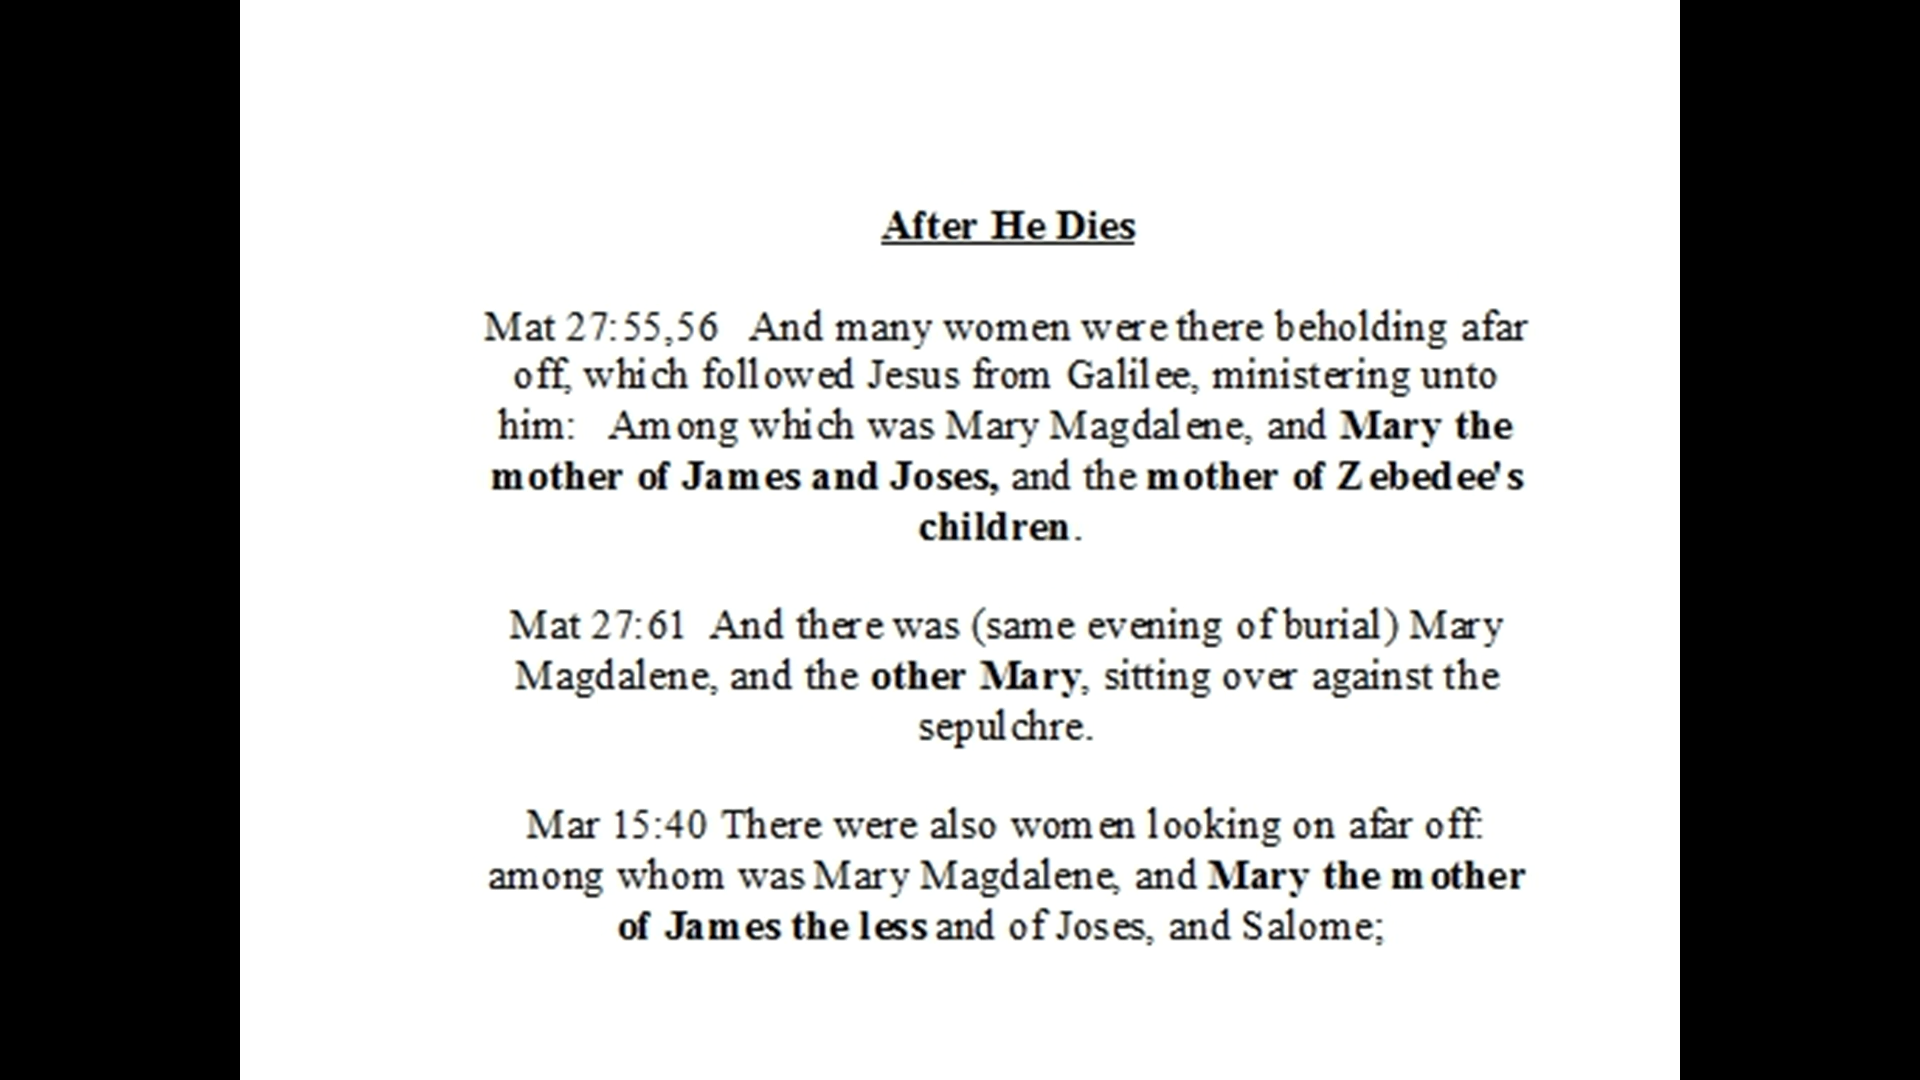 After He Dies
Mat 27:55,56 And many women were there beholding afar
off, which followed Jesus from Galilee, ministering unto
him: Among which was Mary Magdalene, and Mary the
mother of James and Joses, and the mother of Zebedee's
children.
Mat 27:61 And there was (same evening of burial) Mary
Magdalene, and the other Mary, sitting over against the
sepulchre.
Mar 15:40 There were also women looking on afar off:
among whom was Mary Magdalene, and Mary the mother
of James the less and of Joses, and Salome;